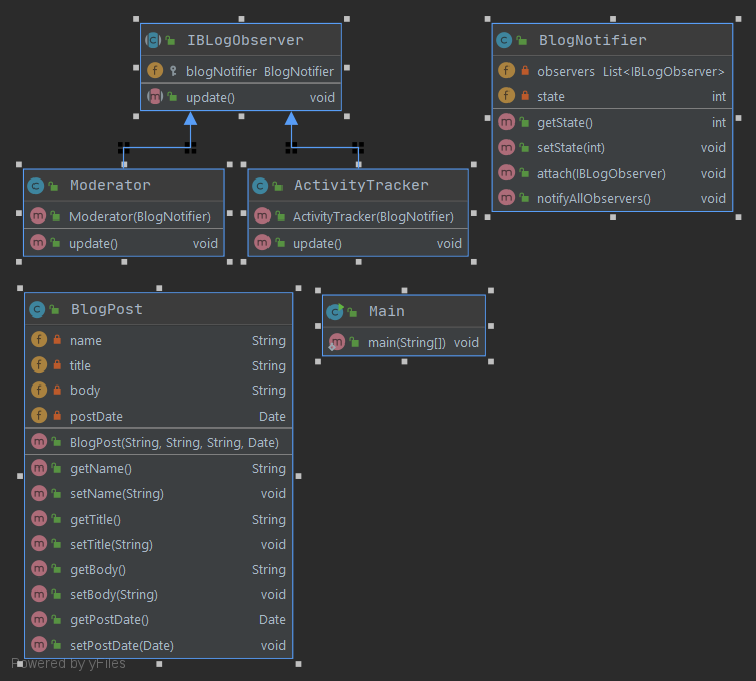 IBLogObserver
blogNotifier BlogNotifier
update() void
BlogNotifier
observers List<IBLogObserver>
state int
getState() int
setState(int) void
attach(IBLogObserver) void
notifyAllObservers() void
Moderator
Moderator(BlogNotifier)
update() void
ActivityTracker
ActivityTracker(BlogNotifier)
update() void
BlogPost
name String
title String
body String
postDate Date
BlogPost(String, String, String, Date)
getName() String
setName(String) void
getTitle() String
setTitle(String) void
getBody() String
setBody(String) void
getPostDate() Date
setPostDate(Date) void
Main
main(String[]) void
Powered by yFiles